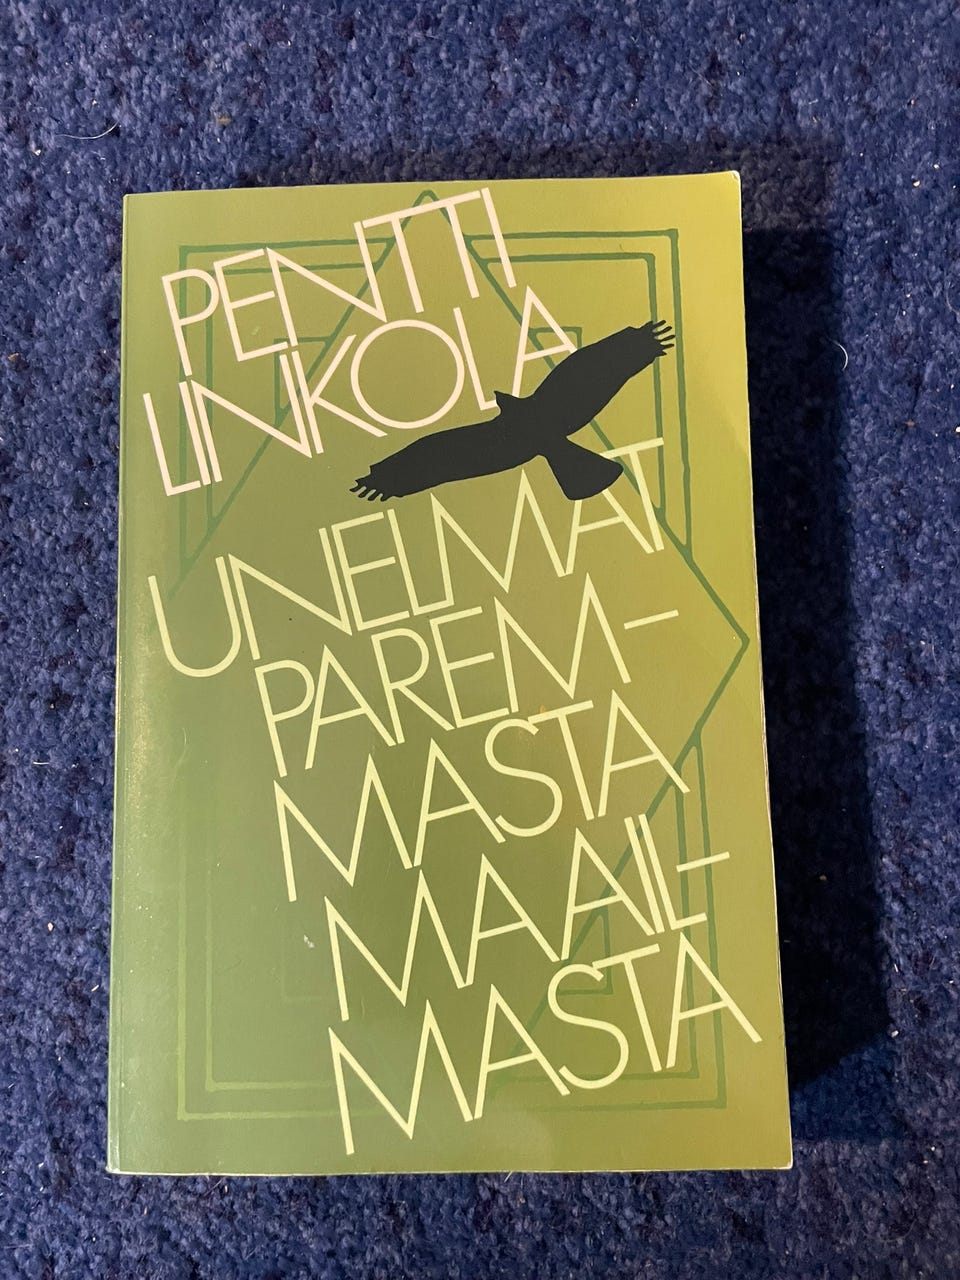 PENTTI
LINKOLA
UNELMAT
PAREM-
MASTA
MAAIL-
MASTA